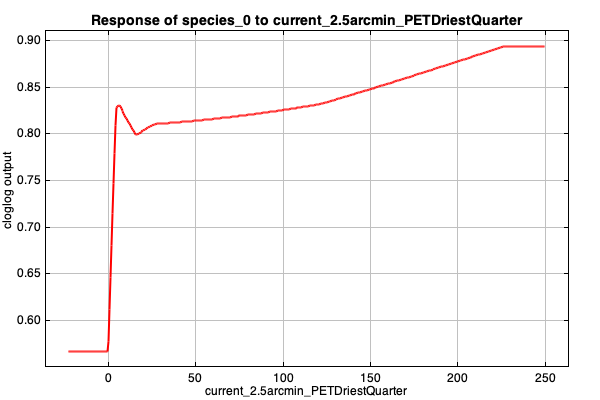 Response of species_0 to current_2.5arcmin_PETDriestQuarter
cloglog output
0.90
0.85
0.80
0.75
0.70
0.65
0.60
0 50 100 150 200 250
current_2.5arcmin_PETDriestQuarter